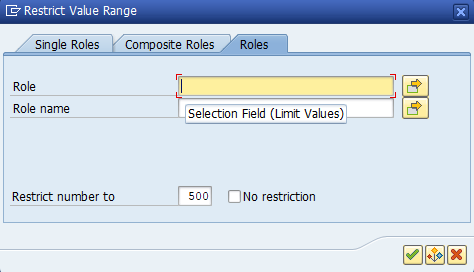 Restrict Value Range
Single Roles Composite Roles Roles
Role
Role name
Selection Field (Limit Values)
Restrict number to 500 No restriction